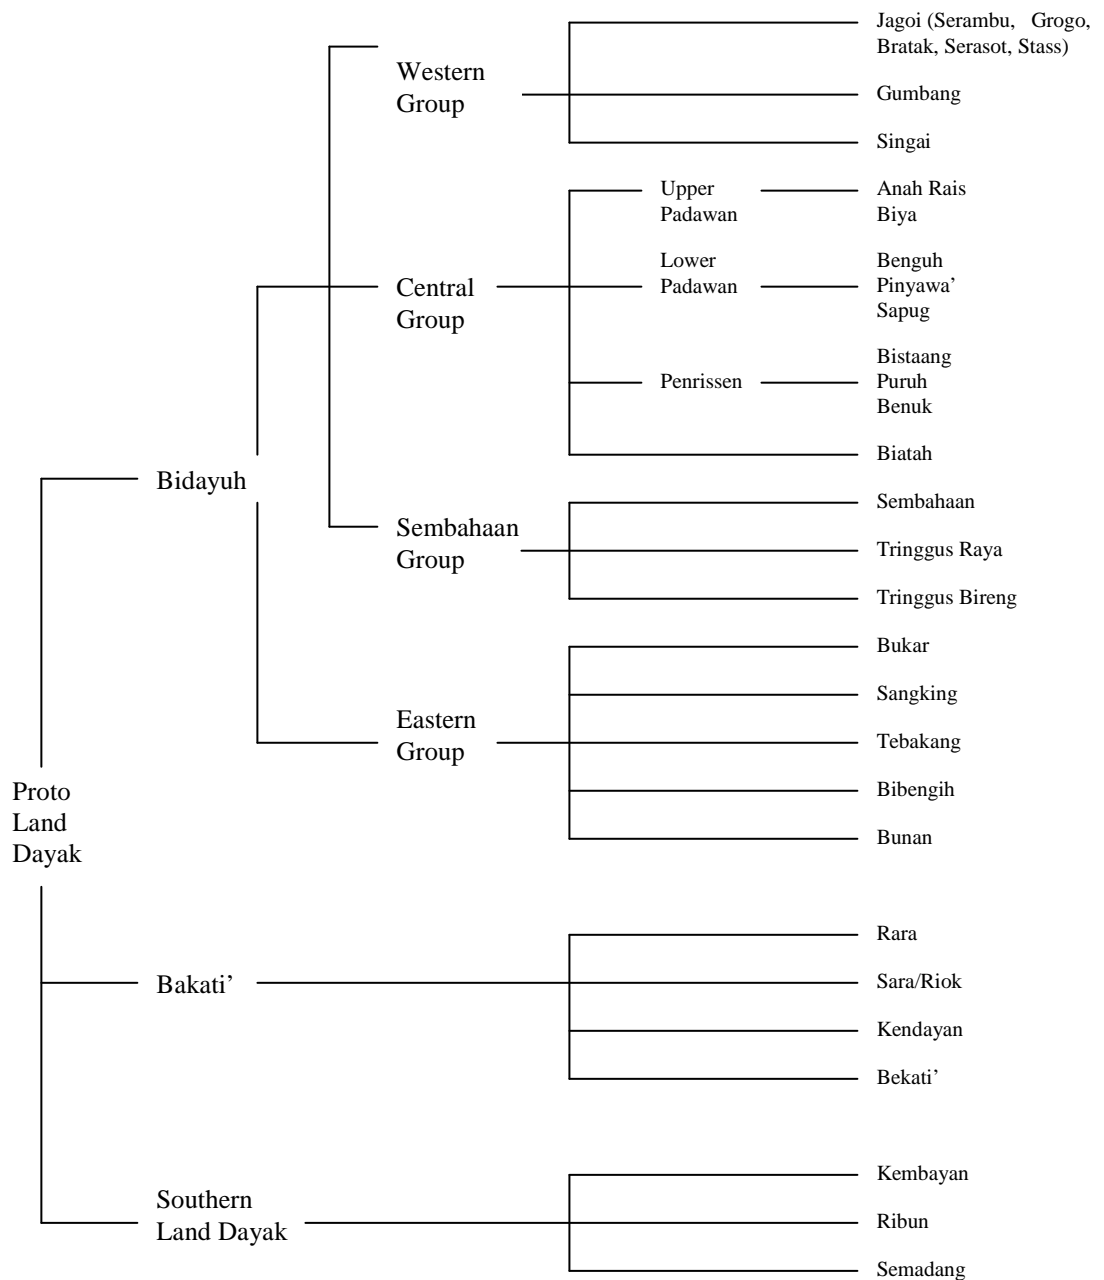 Jagoi (Serambu, Grogo,
Bratak, Serasot, Stass)
Western
Group
Gumbang
Singai
Upper
Padawan
Anah Rais
Biya
Lower
Padawan
Benguh
Pinyawa’
Sapug
Central
Group
Bistaang
Puruh
Benuk
Penrissen
Biatah
Bidayuh
Sembahaan
Sembahaan
Group
Tringgus Raya
Tringgus Bireng
Bukar
Sangking
Eastern
Group
Tebakang
Bibengih
Bunan
Proto
Land
Dayak
Rara
Bakati’
Sara/Riok
Kendayan
Bekati’
Kembayan
Southern
Land Dayak
Ribun
Semadang